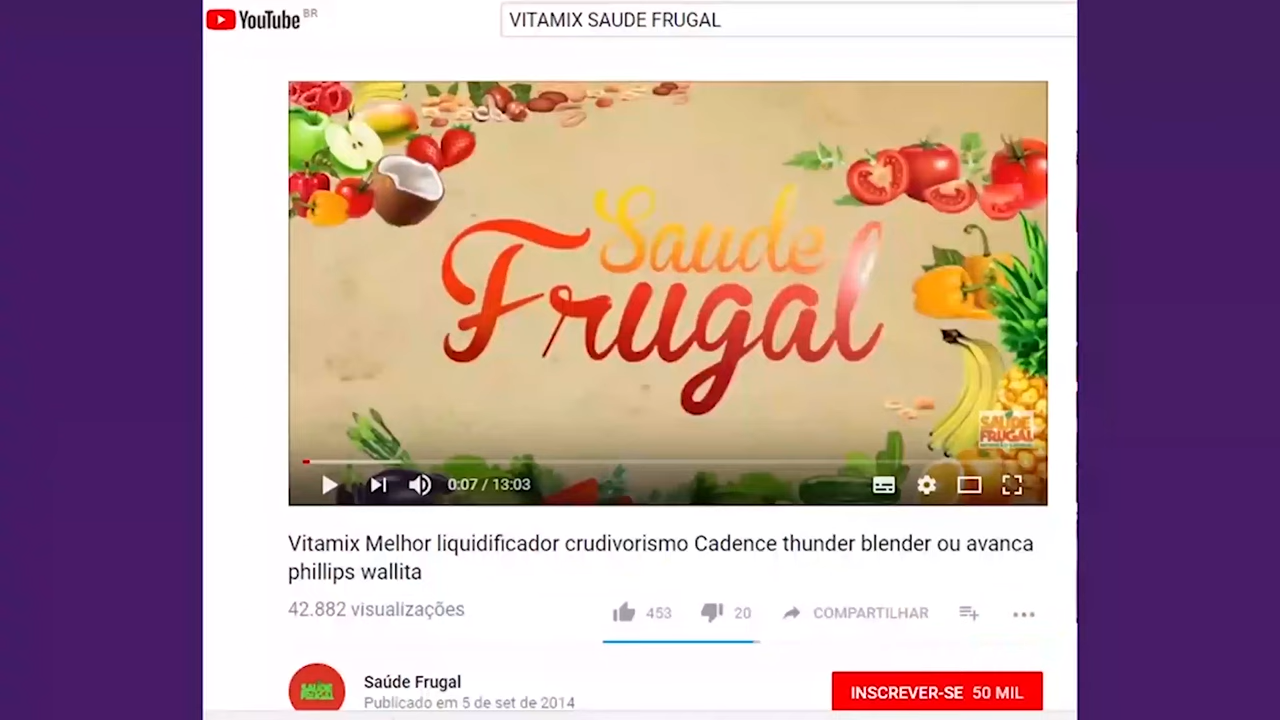 YouTube BR
VITAMIX SAUDE FRUGAL
Saude
Frugal
SAUDE
FRUGAL
0:07 / 13:03
Vitamix Melhor liquidificador crudivorismo Cadence thunder blender ou avanca
phillips wallita
42.882 visualizações
453
20
COMPARTILHAR
SAÚDE
FRUGAL
Saúde Frugal
Publicado em 5 de set de 2014
INSCREVER-SE 50 MIL